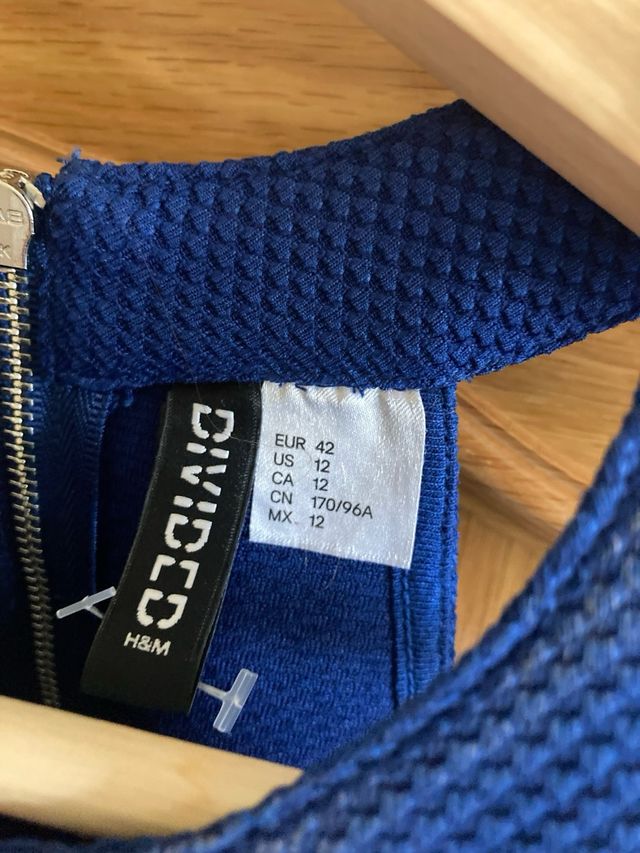 DIVIDED
H&M
EUR 42
US 12
CA 12
CN 170/96A
MX 12